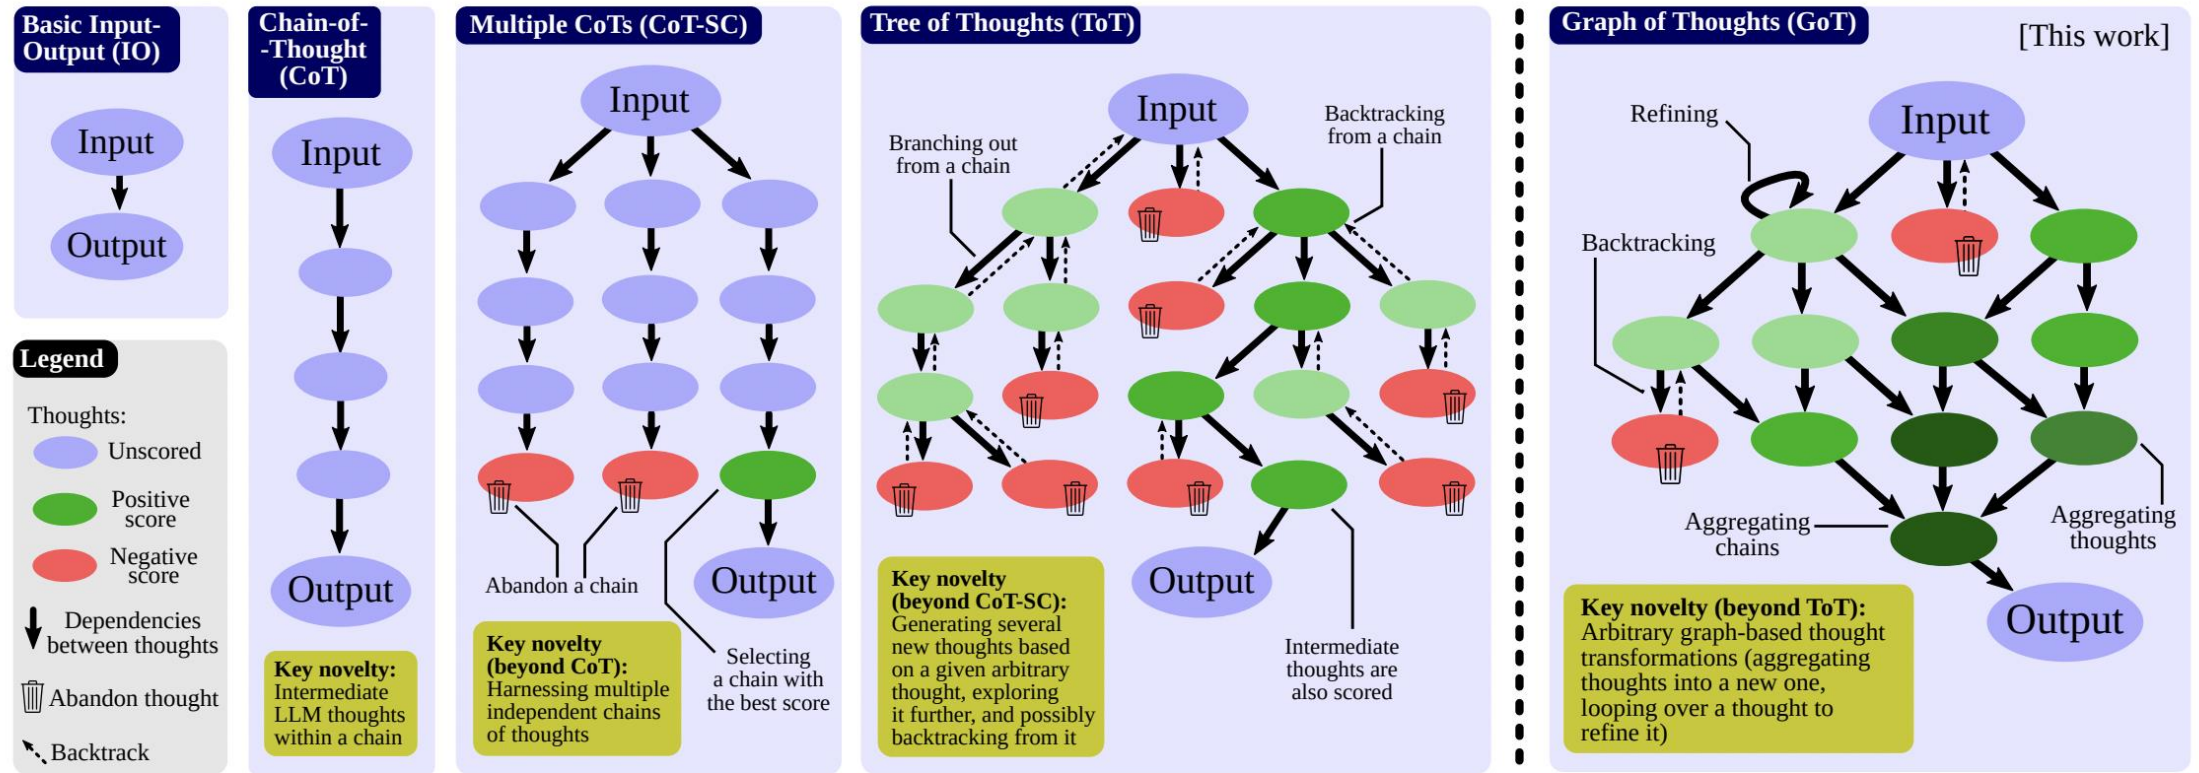 Basic Input-
Output (IO)
Input
Output
Legend
Thoughts:
Unscored
Positive
score
Negative
score
Dependencies
between thoughts
Abandon thought
Backtrack
Chain-of-
-Thought
(CoT)
Input
Output
Key novelty:
Intermediate
LLM thoughts
within a chain
Multiple CoTs (CoT-SC)
Input
Abandon a chain
Output
Key novelty
(beyond CoT):
Harnessing multiple
independent chains
of thoughts
Selecting
a chain with
the best score
Tree of Thoughts (ToT)
Input
Branching out
from a chain
Backtracking
from a chain
Output
Key novelty
(beyond CoT-SC):
Generating several
new thoughts based
on a given arbitrary
thought, exploring
it further, and possibly
backtracking from it
Intermediate
thoughts are
also scored
Graph of Thoughts (GoT)
[This work]
Refining
Input
Backtracking
Aggregating
chains
Aggregating
thoughts
Output
Key novelty (beyond ToT):
Arbitrary graph-based thought
transformations (aggregating
thoughts into a new one,
looping over a thought to
refine it)